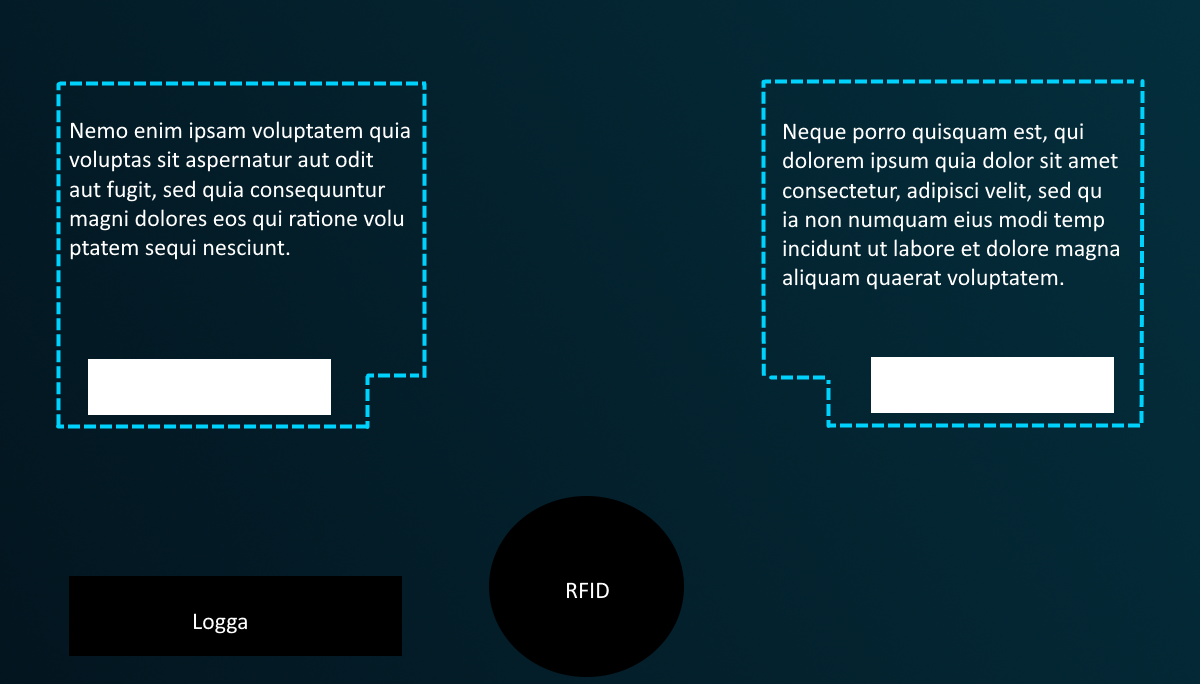 Nemo enim ipsam voluptatem quia
voluptas sit aspernatur aut odit
aut fugit, sed quia consequuntur
magni dolores eos qui ratione volu
ptatem sequi nesciunt.
Neque porro quisquam est, qui
dolorem ipsum quia dolor sit amet
consectetur, adipisci velit, sed qu
ia non numquam eius modi temp
incidunt ut labore et dolore magna
aliquam quaerat voluptatem.
RFID
Logga